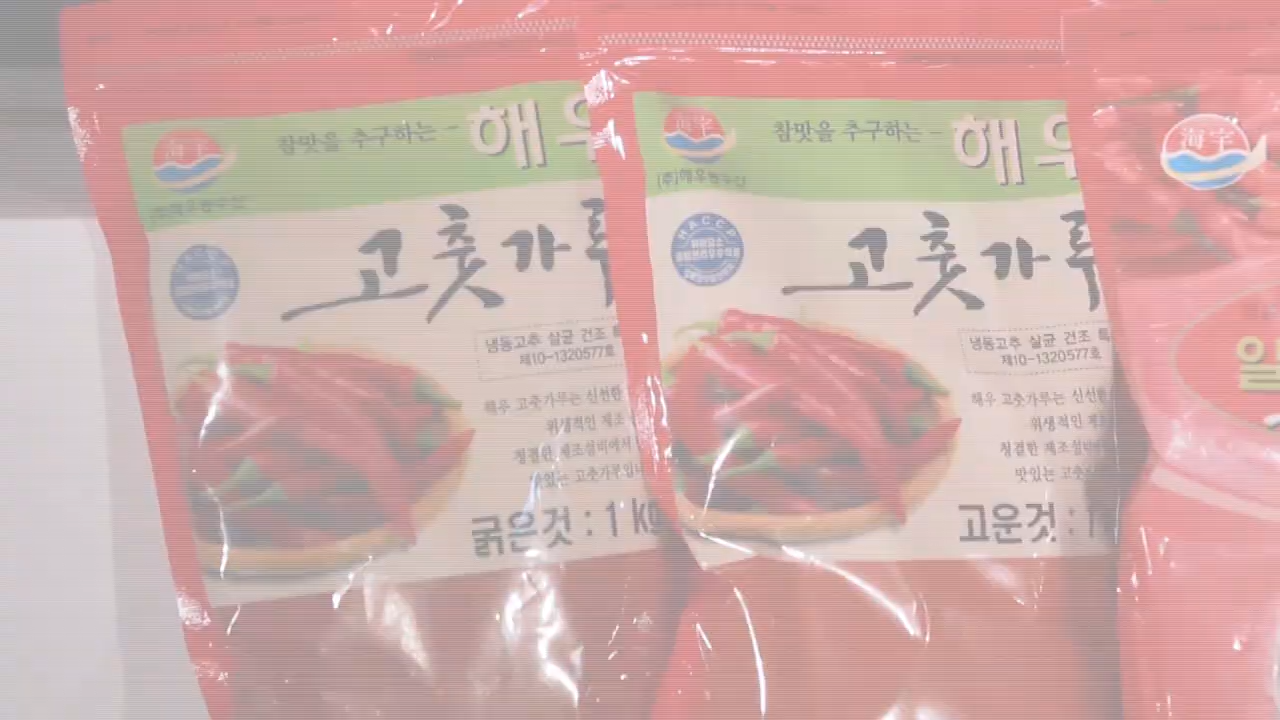 海宇
참맛을 추구하는 - 해우
고춧가루
냉동고추 살균 건조 특
제10-1320577호
해우 고춧가루는 신선한
위생적인 제조
청결한 제조설비에서
맛있는 고춧가루입니
굵은것 : 1 kg
海宇
참맛을 추구하는 - 해우
(주)해우
HACCP
고춧가루
냉동고추 살균 건조 특
제10-1320577호
해우 고춧가루는 신선한
위생적인 제조
청결한 제조설비에서
맛있는 고춧
고운것 : 1
海宇